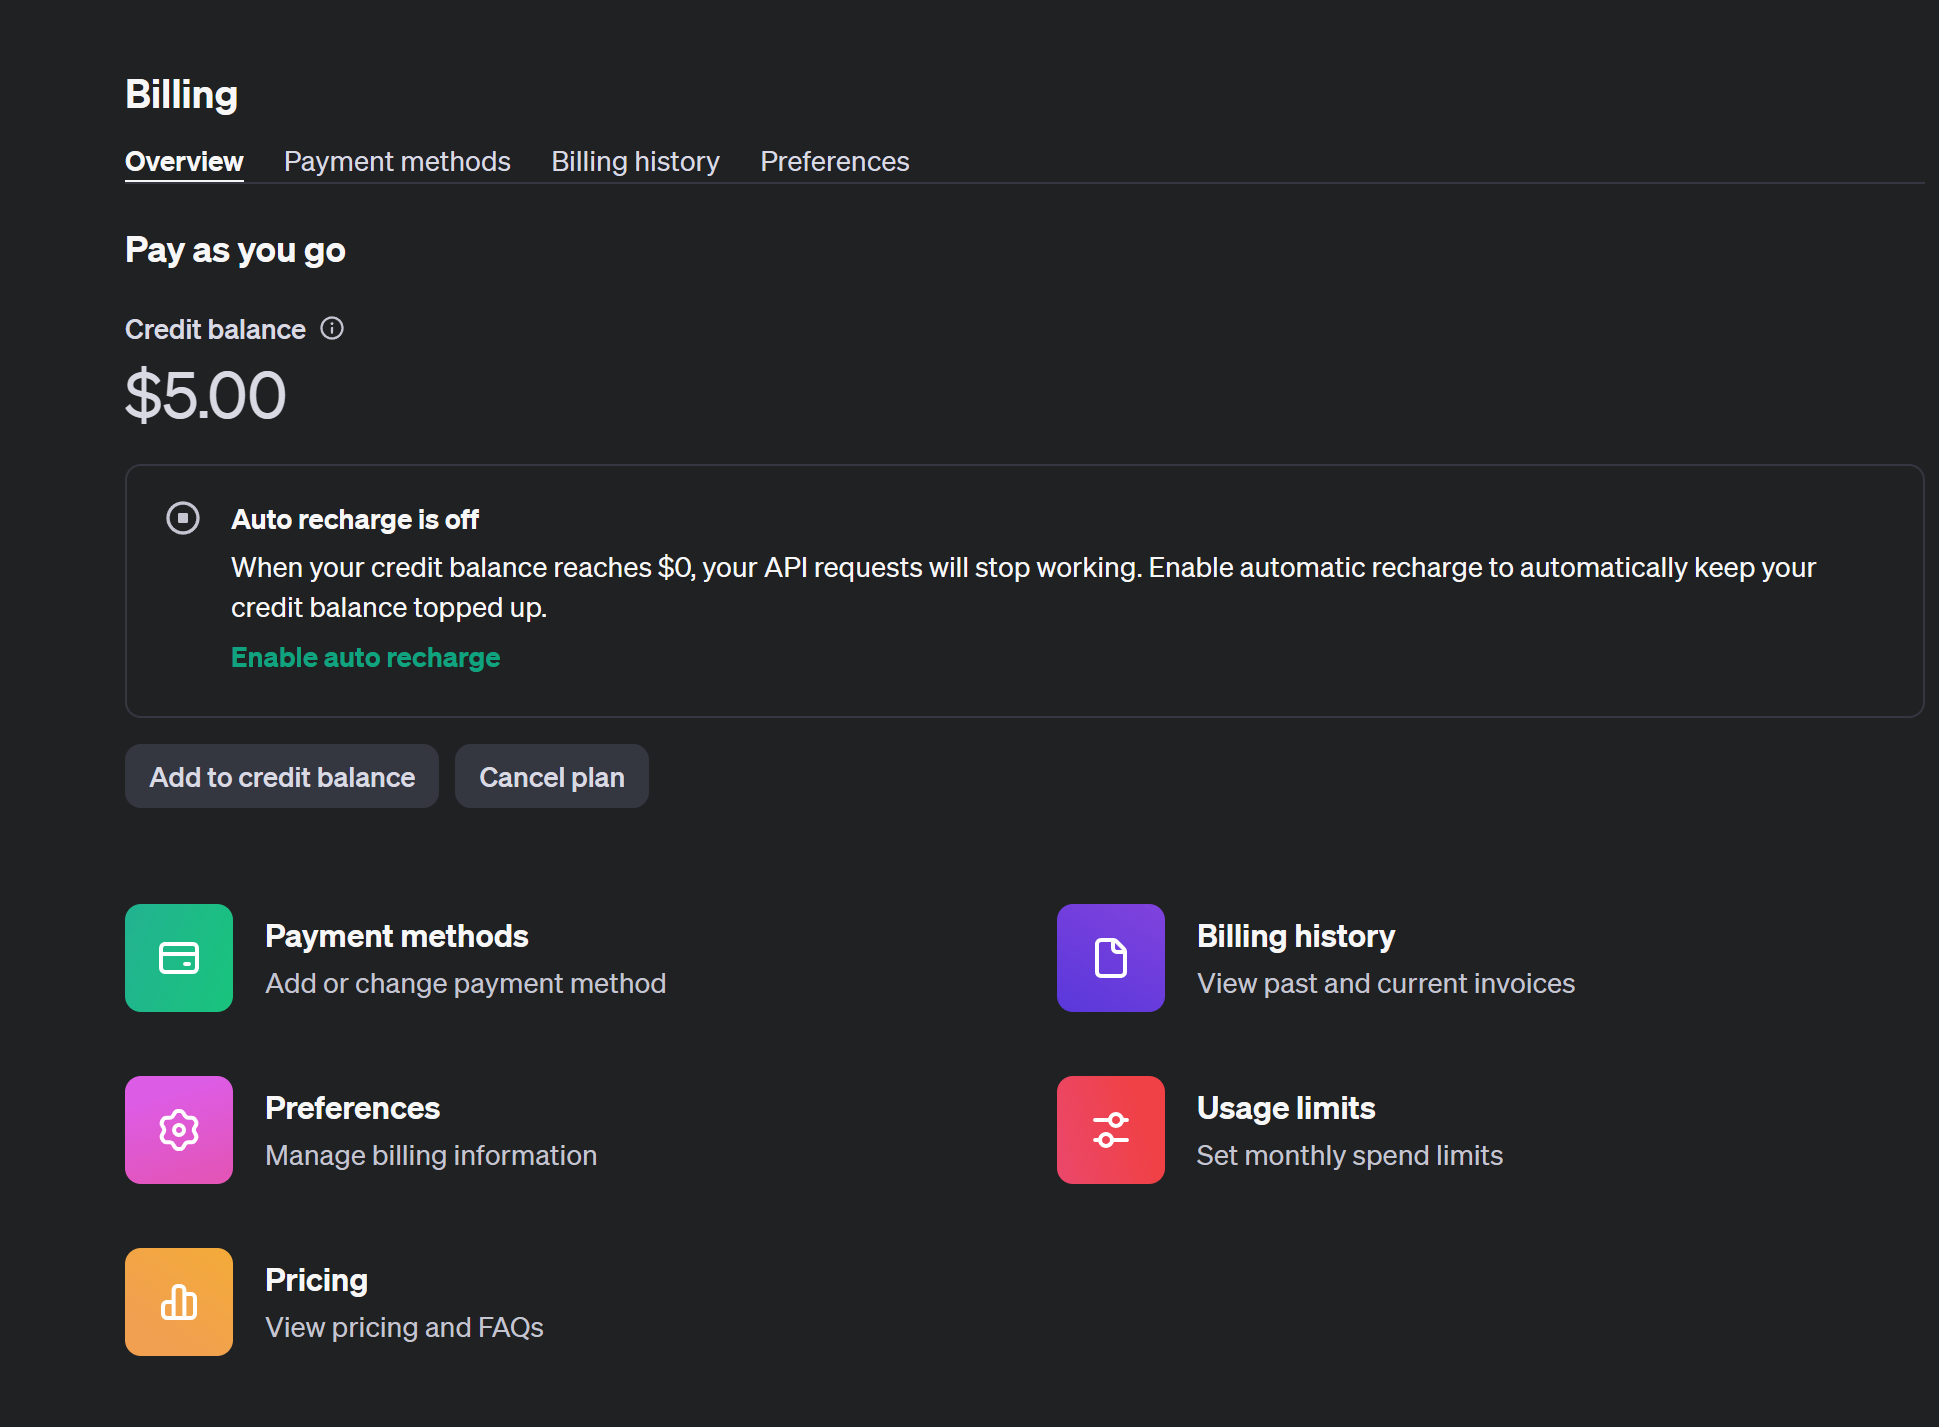 Billing
Overview Payment methods Billing history Preferences
Pay as you go
Credit balance
$5.00
Auto recharge is off
When your credit balance reaches $0, your API requests will stop working. Enable automatic recharge to automatically keep your
credit balance topped up.
Enable auto recharge
Add to credit balance Cancel plan
Payment methods
Add or change payment method
Billing history
View past and current invoices
Preferences
Manage billing information
Usage limits
Set monthly spend limits
Pricing
View pricing and FAQs